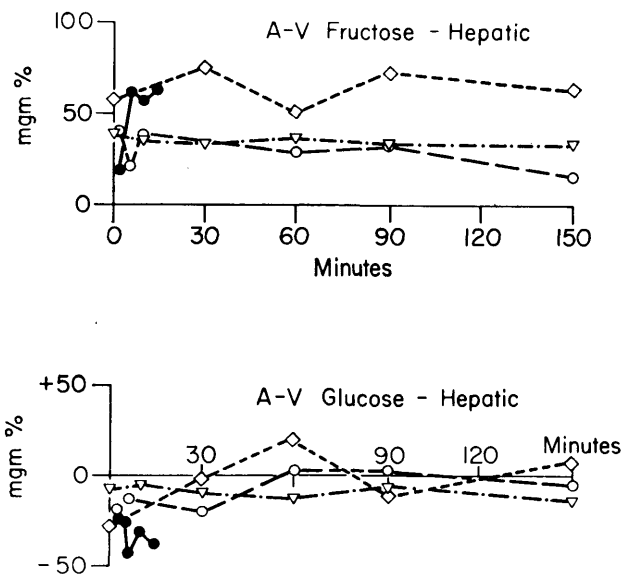 100
A-V Fructose - Hepatic
mgm %
50
0
0 30 60 90 120 150
Minutes
+50
A-V Glucose - Hepatic
mgm %
30 90 120 Minutes
0
-50